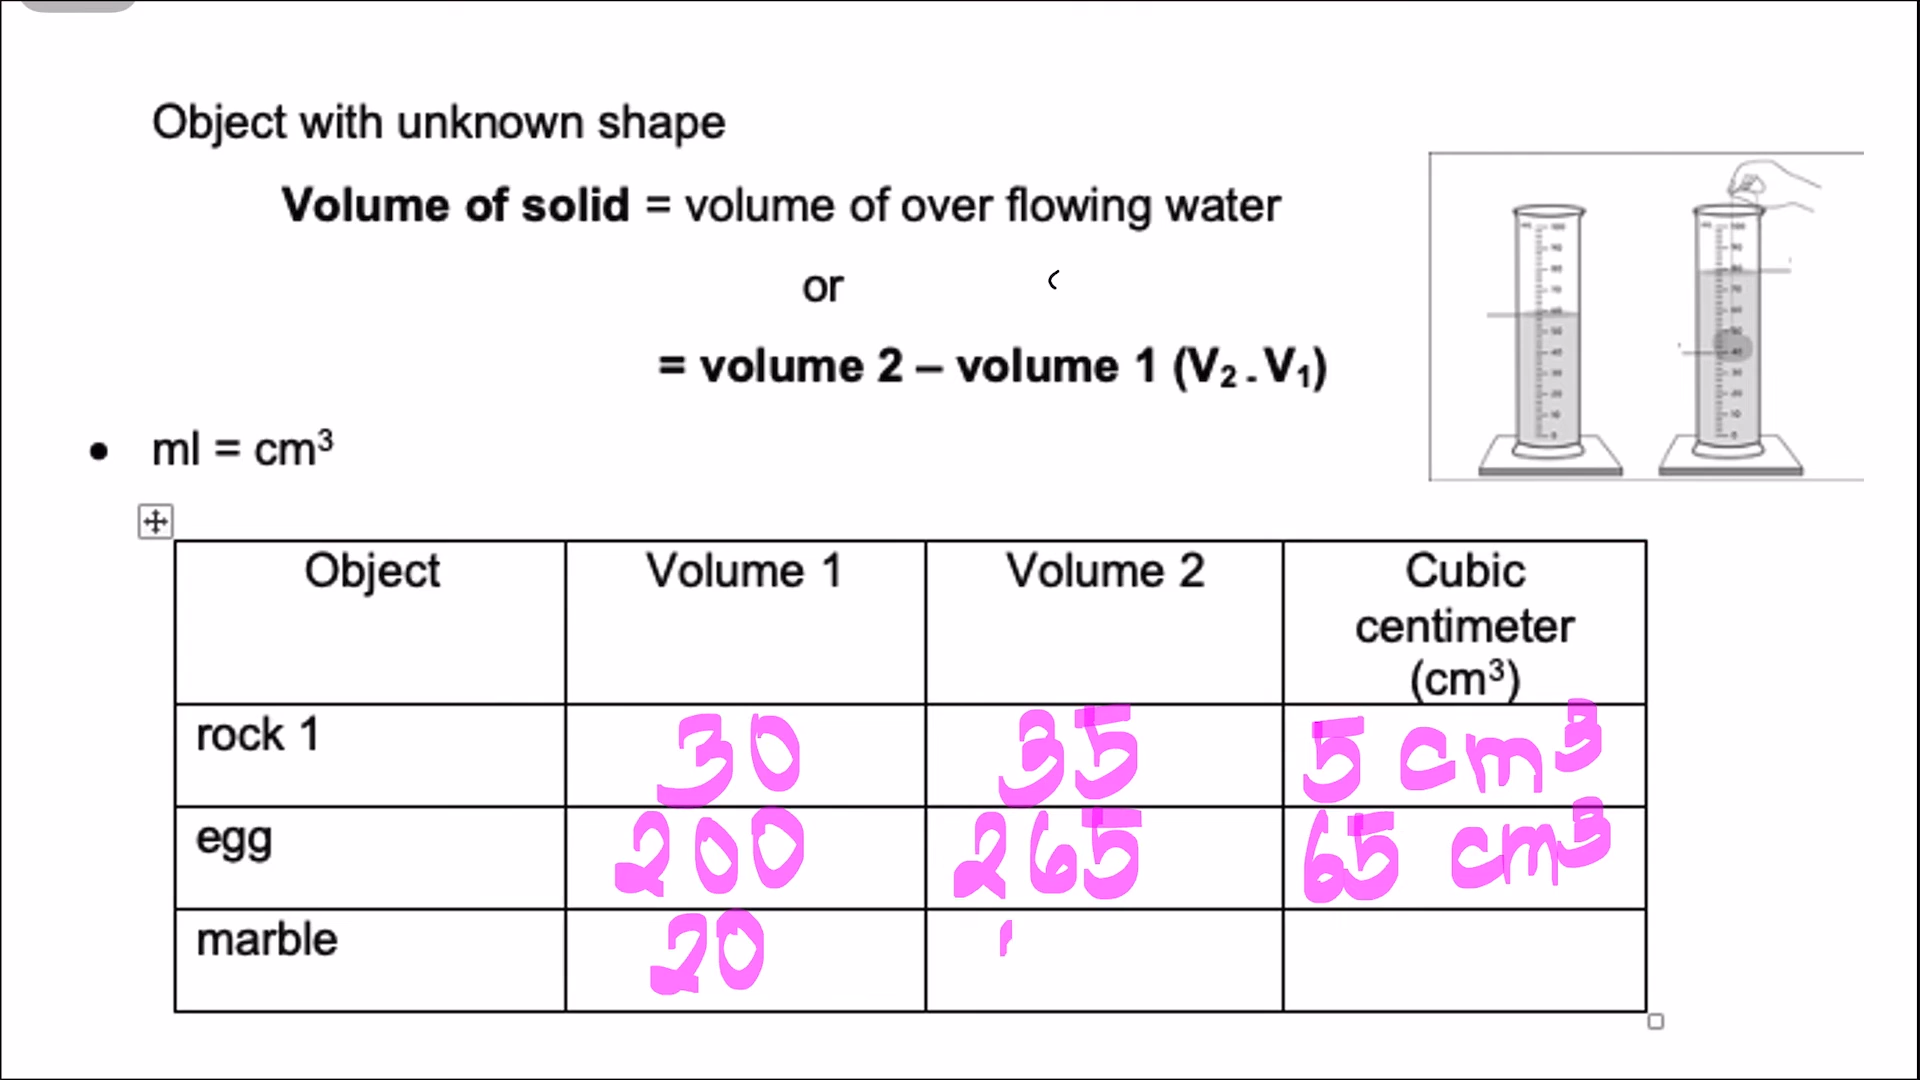 Object with unknown shape
Volume of solid = volume of over flowing water
or
= volume 2 – volume 1 (V₂ - V₁)
• ml = cm³
Object Volume 1 Volume 2 Cubic centimeter (cm³)
rock 1 30 35 5 cm³
egg 200 265 65 cm³
marble 20